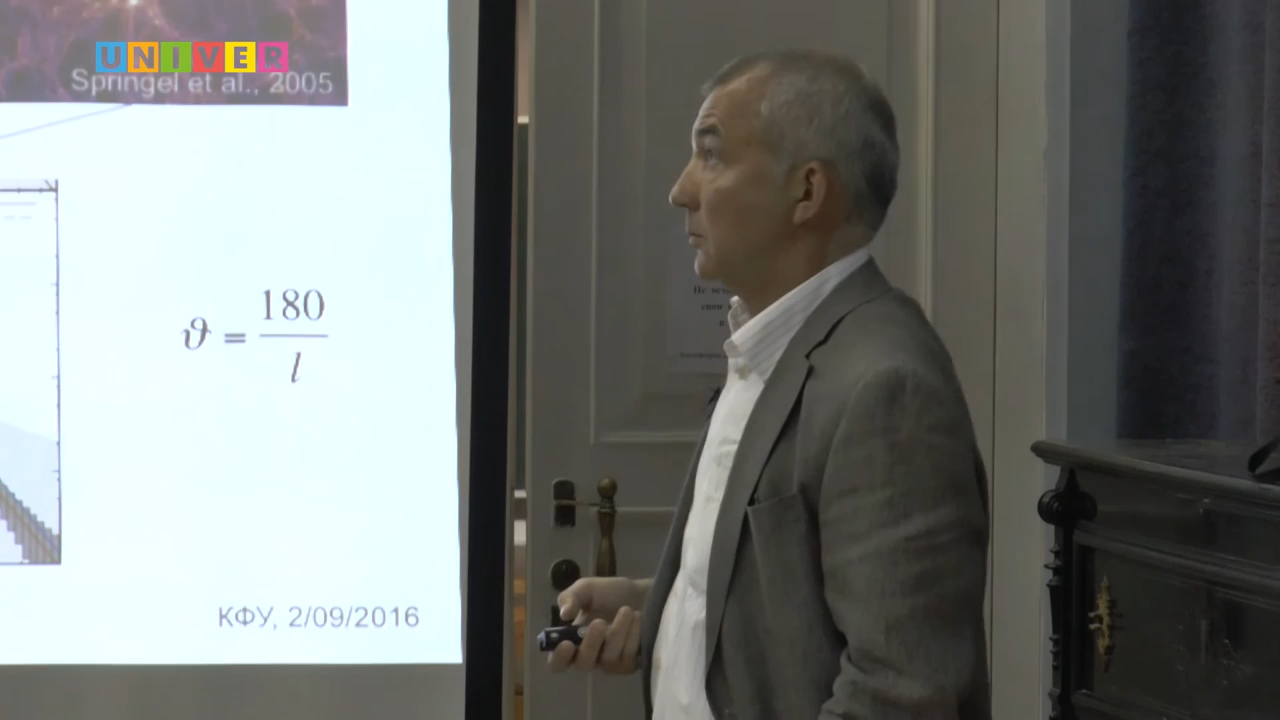 UNIVER
Springel et al., 2005
ϑ = 180 / l
КФУ, 2/09/2016